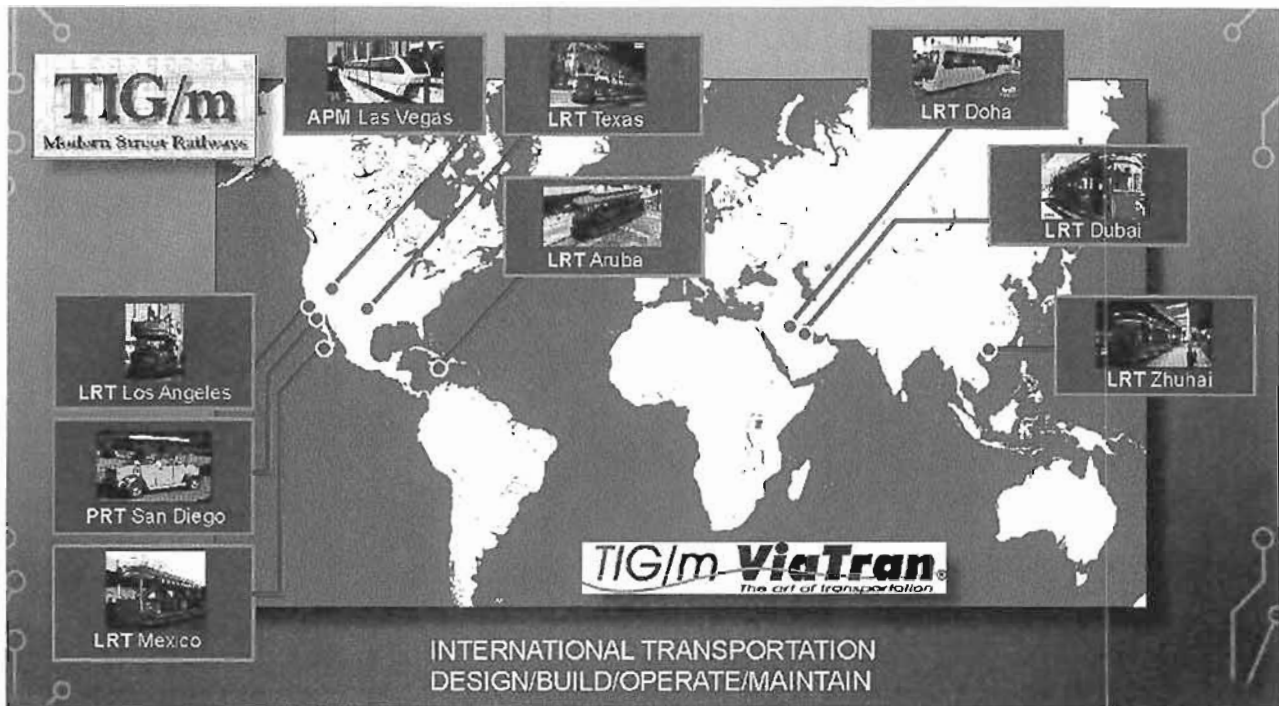 TIG/m
Modern Street Railways
APM Las Vegas
LRT Texas
LRT Doha
LRT Aruba
LRT Dubai
LRT Los Angeles
LRT Zhuhai
PRT San Diego
LRT Mexico
TIG/m ViaTran®
The art of transportation
INTERNATIONAL TRANSPORTATION
DESIGN/BUILD/OPERATE/MAINTAIN